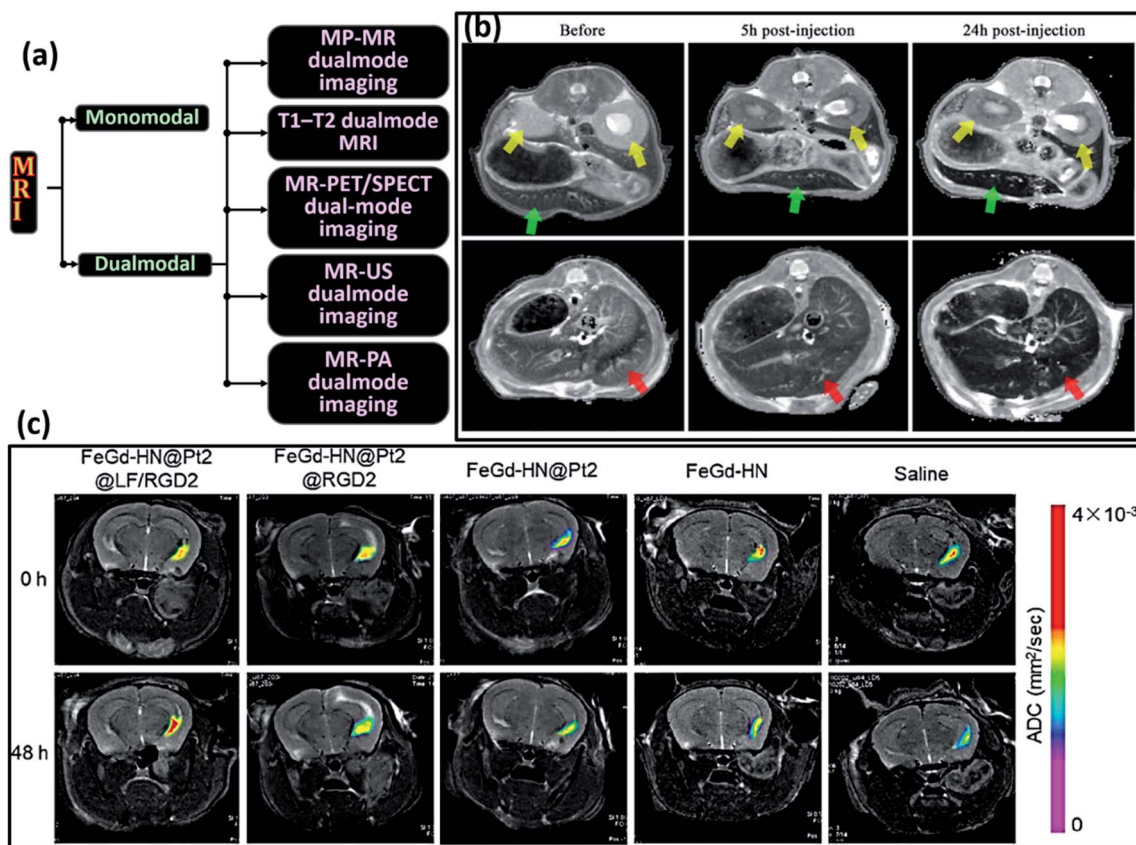 (a)
MRI
Monomodal
Dualmodal
MP-MR
dualmode
imaging
T1–T2 dualmode
MRI
MR-PET/SPECT
dual-mode
imaging
MR-US
dualmode
imaging
MR-PA
dualmode
imaging
(b)
Before
5h post-injection
24h post-injection
(c)
FeGd-HN@Pt2
@LF/RGD2
FeGd-HN@Pt2
@RGD2
FeGd-HN@Pt2
FeGd-HN
Saline
0 h
48 h
4×10-³
0
ADC (mm²/sec)